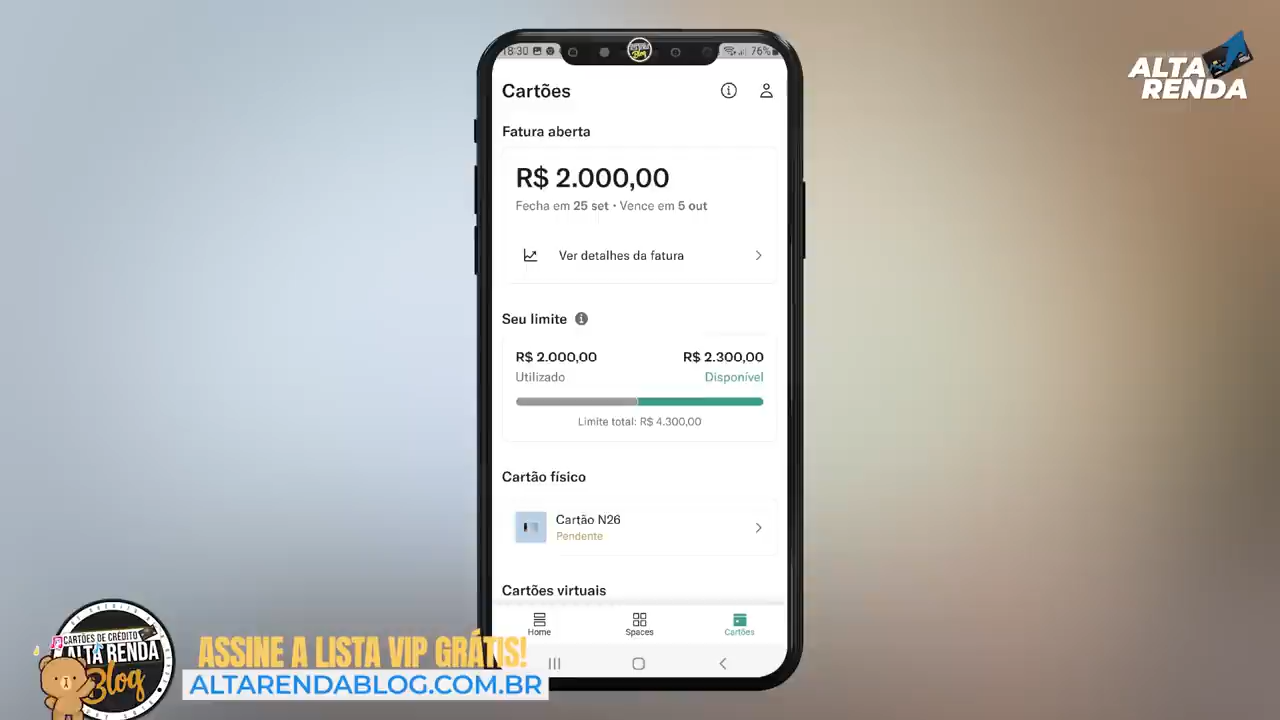 18:30
76%
ALTA
RENDA
Cartões
Fatura aberta
R$ 2.000,00
Fecha em 25 set • Vence em 5 out
Ver detalhes da fatura
Seu limite
R$ 2.000,00 R$ 2.300,00
Utilizado Disponível
Limite total: R$ 4.300,00
Cartão físico
Cartão N26
Pendente
Cartões virtuais
Home Spaces Cartões
CARTÕES DE CRÉDITO
ALTA RENDA
Blog
ASSINE A LISTA VIP GRÁTIS!
ALTARENDABLOG.COM.BR